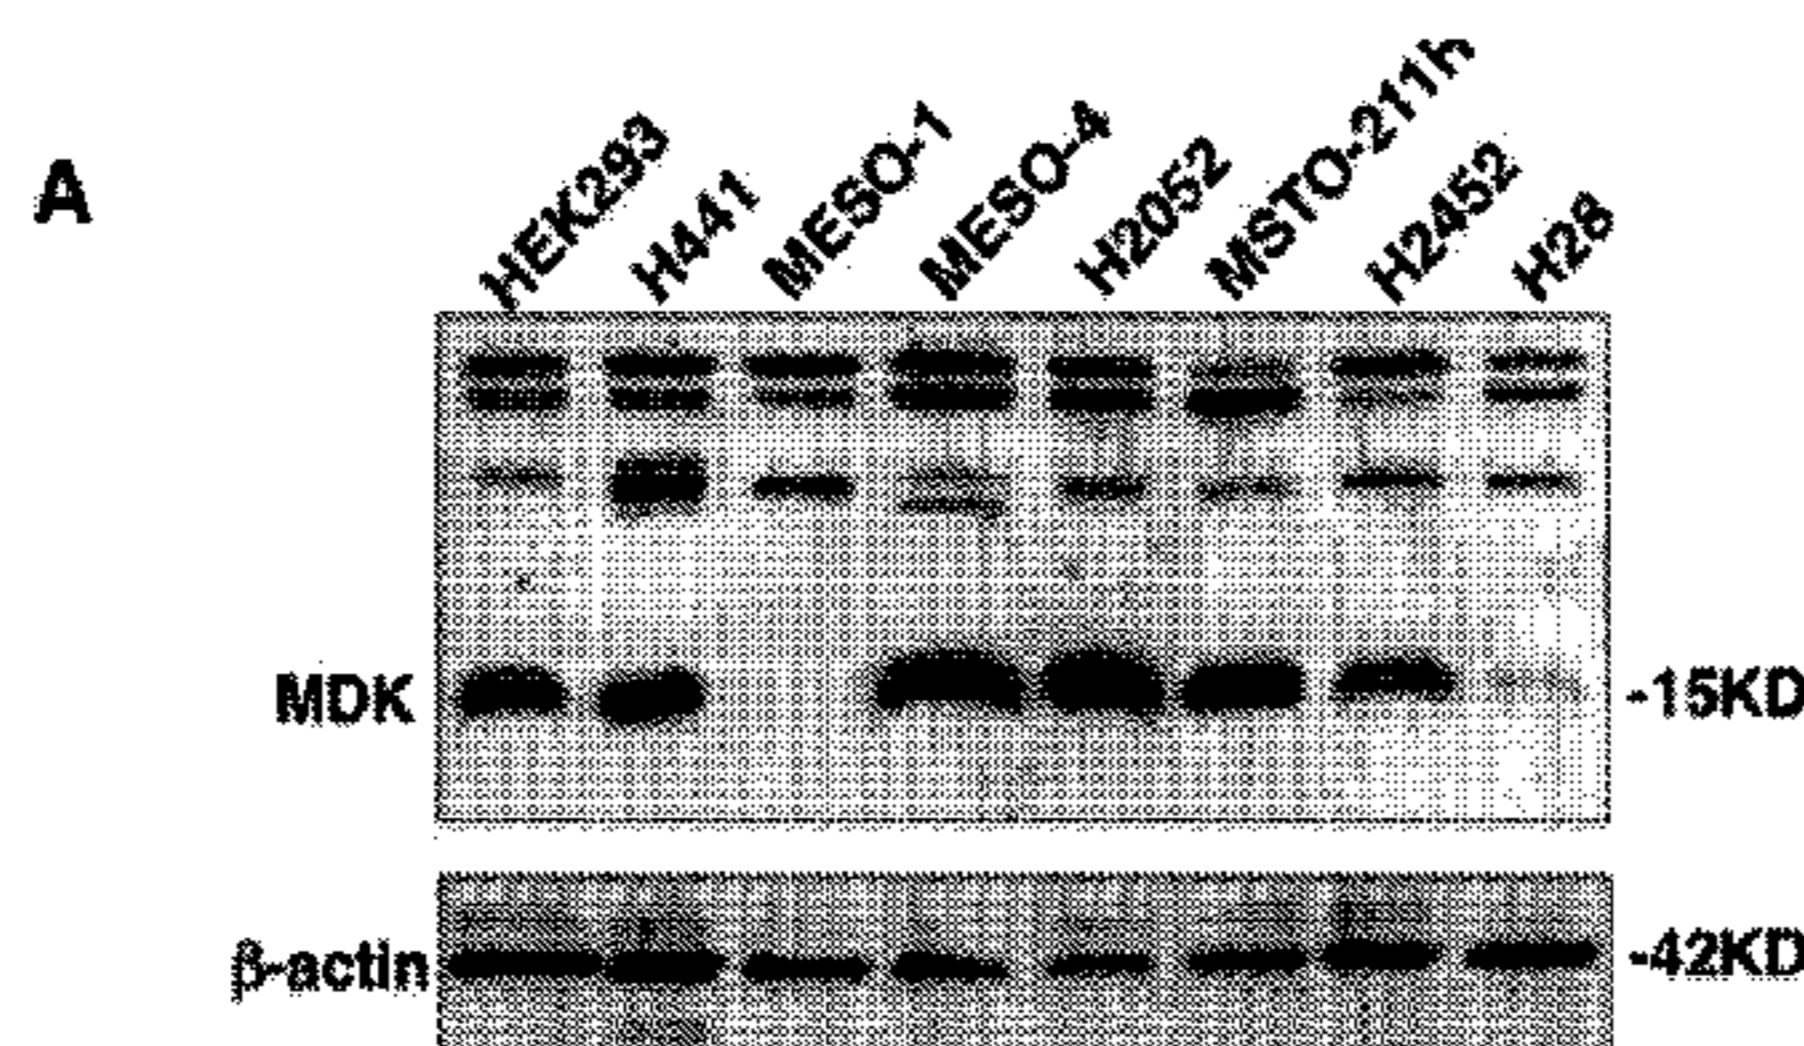 A
HEK293
H441
MESO-1
MESO-4
H2052
MSTO-211h
H2452
H28
MDK
-15KD
β-actin
-42KD